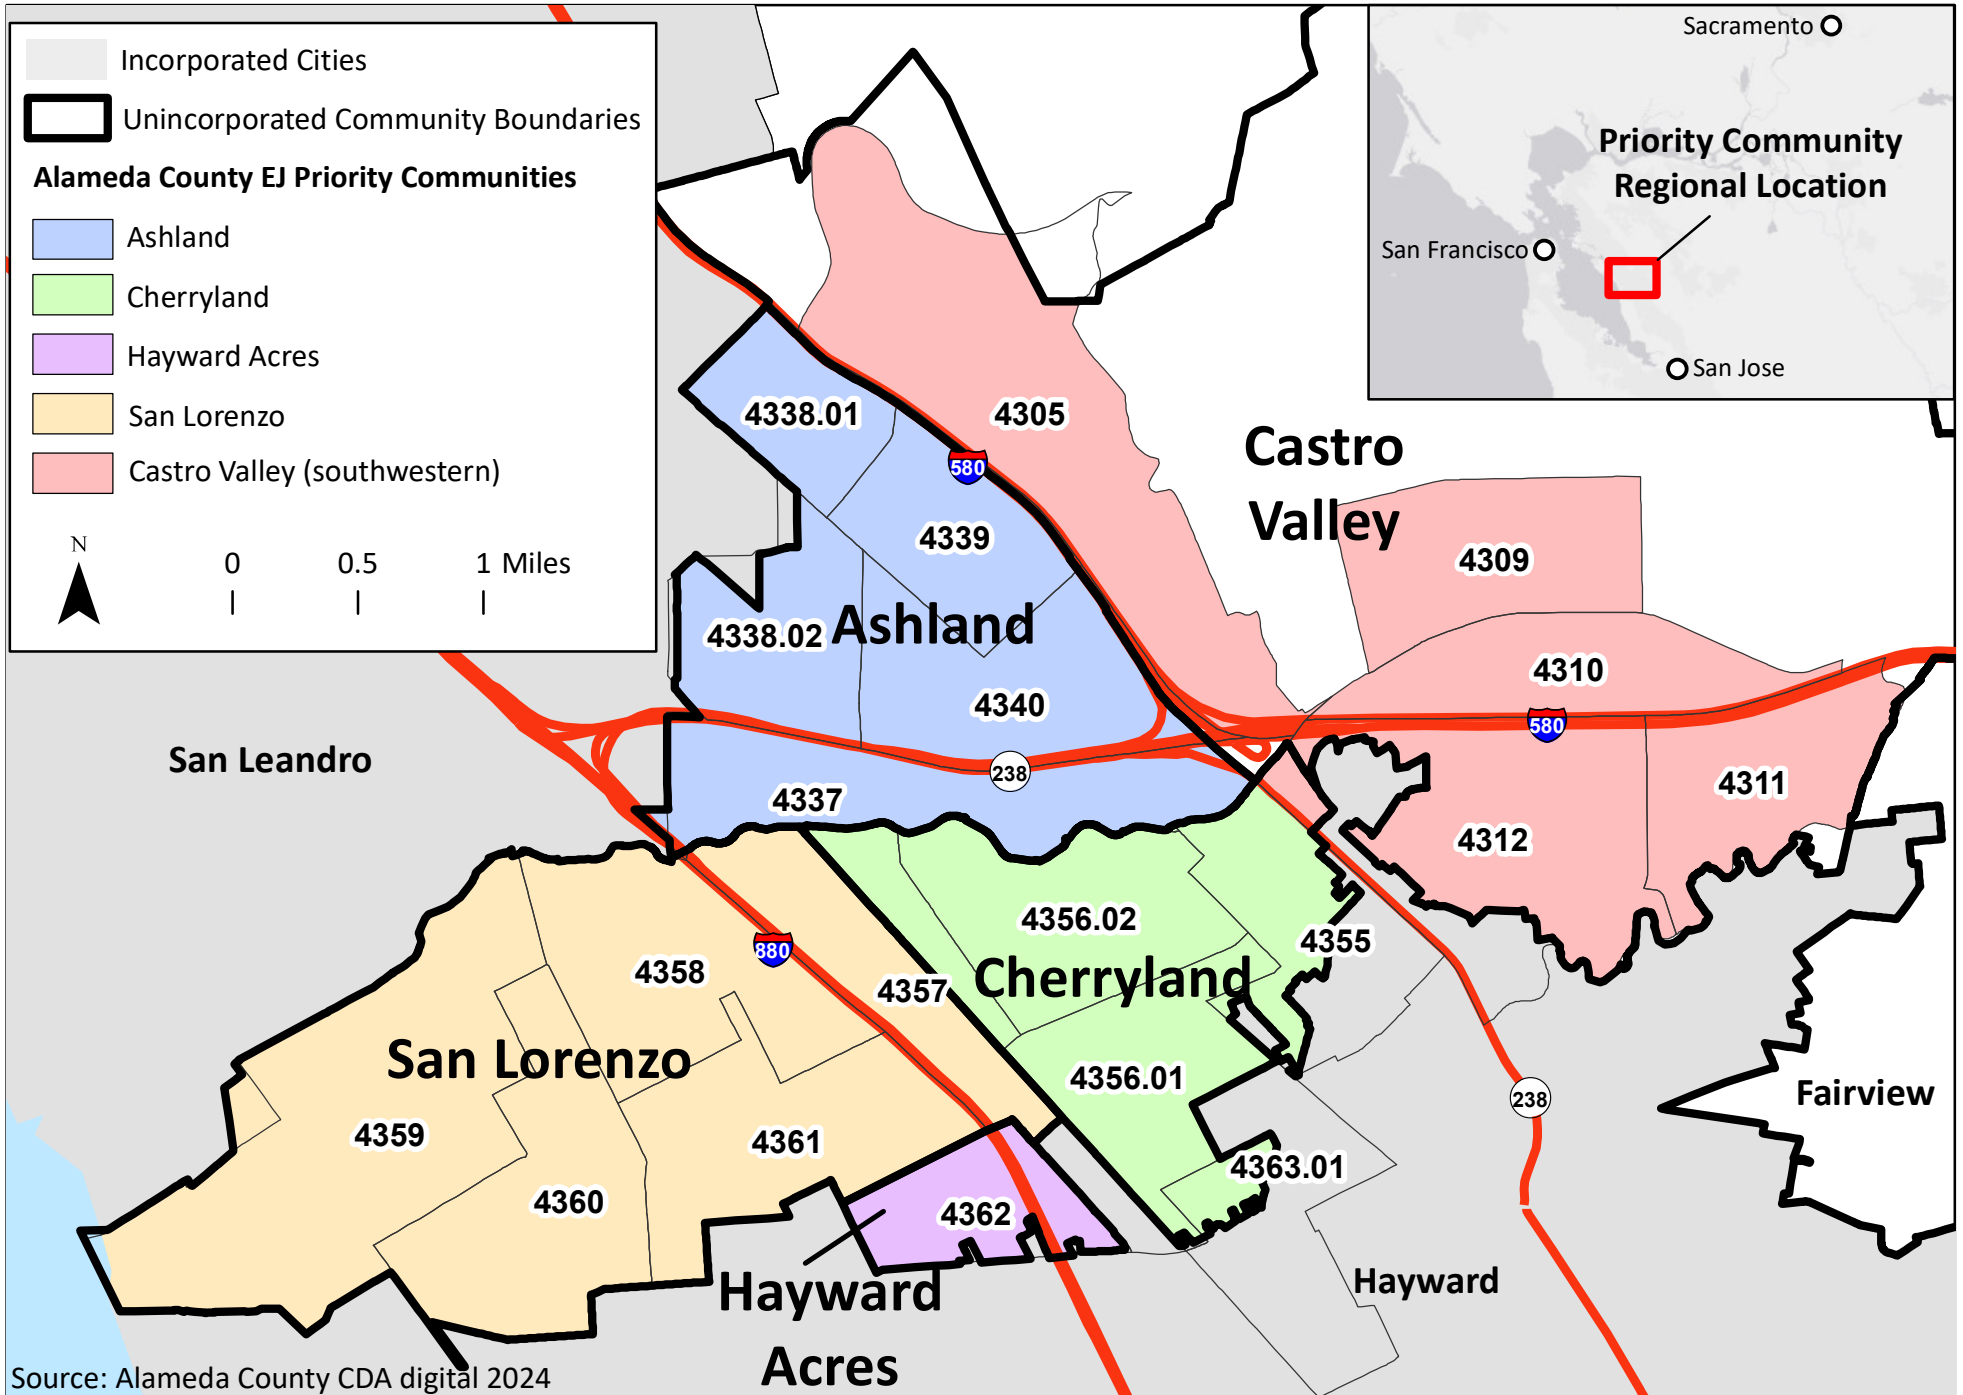 Incorporated Cities
Unincorporated Community Boundaries
Alameda County EJ Priority Communities
Ashland
Cherryland
Hayward Acres
San Lorenzo
Castro Valley (southwestern)
N
0 0.5 1 Miles
Sacramento
Priority Community
Regional Location
San Francisco
San Jose
4338.01
4305
580
4339
Castro
Valley
4309
4338.02
Ashland
4340
4310
580
San Leandro
238
4337
4311
4312
4356.02
4355
880
4358
4357
Cherryland
San Lorenzo
4356.01
238
Fairview
4359
4361
4363.01
4360
4362
Hayward
Acres
Hayward
Source: Alameda County CDA digital 2024